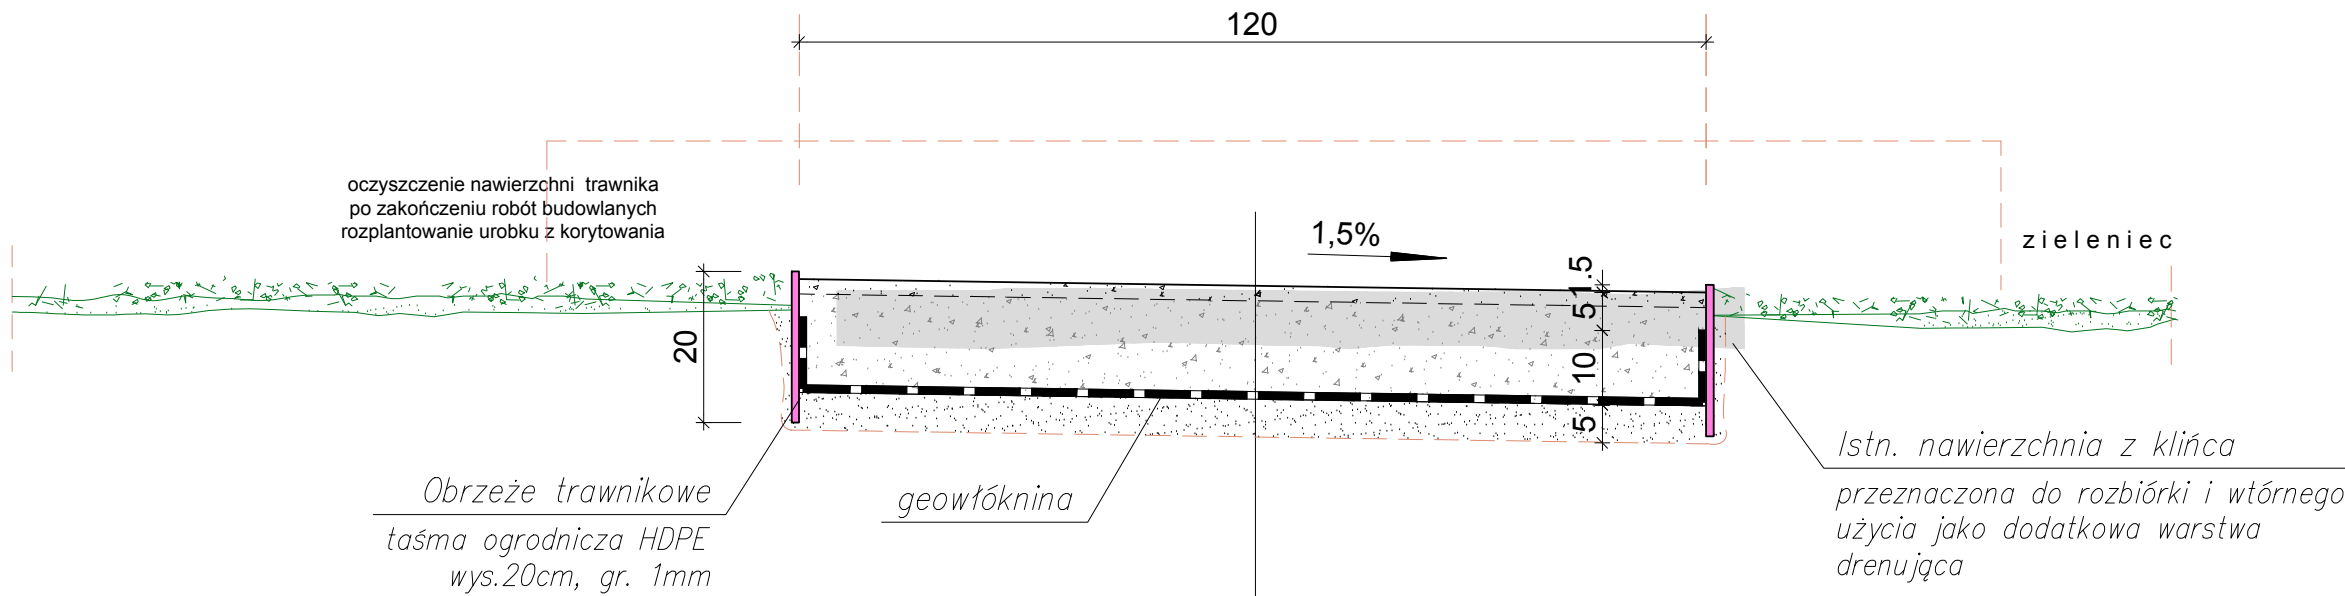 120
oczyszczenie nawierzchni trawnika
po zakończeniu robót budowlanych
rozplantowanie urobku z korytowania
1,5%
zieleniec
20
1.5
5
10
5
Obrzeże trawnikowe
taśma ogrodnicza HDPE
wys.20cm, gr. 1mm
geowłóknina
Istn. nawierzchnia z klińca
przeznaczona do rozbiórki i wtórnego
użycia jako dodatkowa warstwa
drenująca